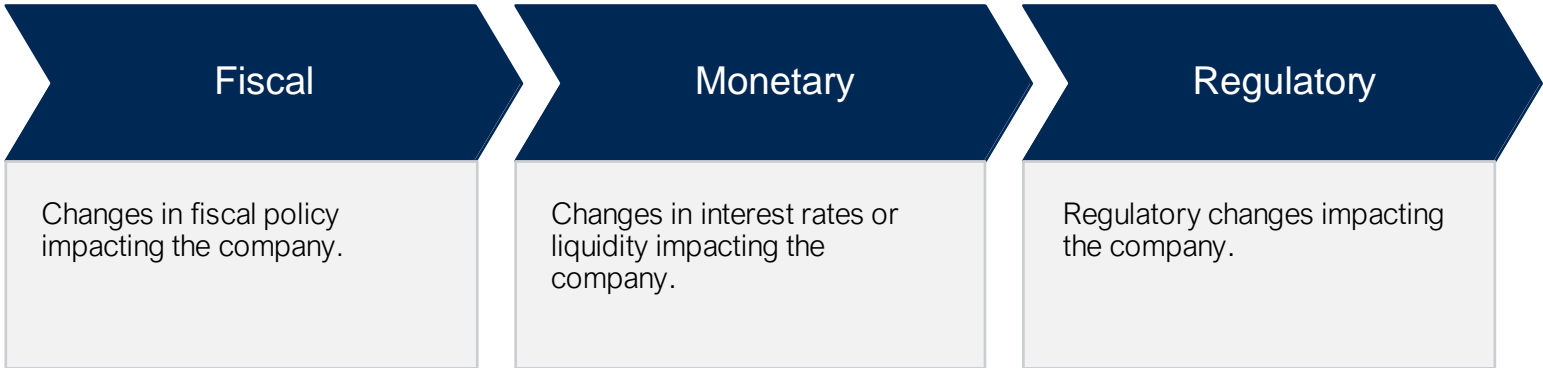 Fiscal
Changes in fiscal policy
impacting the company.
Monetary
Changes in interest rates or
liquidity impacting the
company.
Regulatory
Regulatory changes impacting
the company.